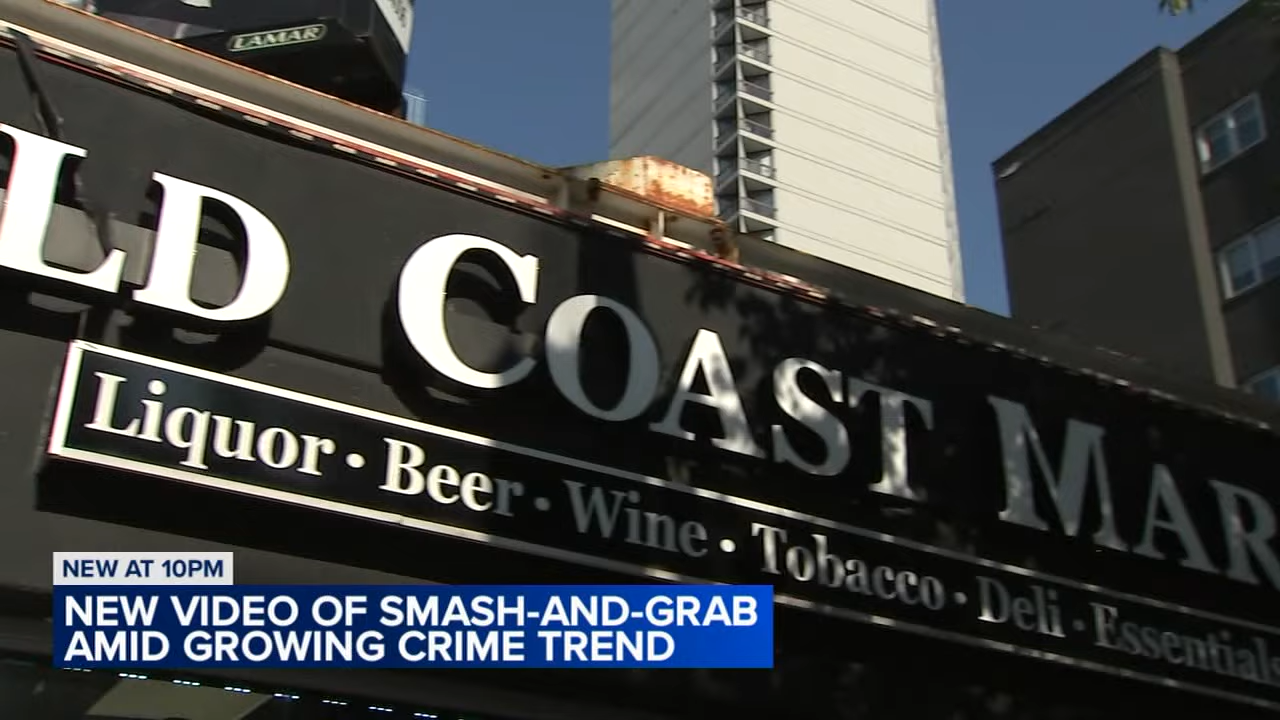 LAMAR
LD COAST MAR
Liquor · Beer · Wine · Tobacco · Deli · Essentials
NEW AT 10PM
NEW VIDEO OF SMASH-AND-GRAB
AMID GROWING CRIME TREND